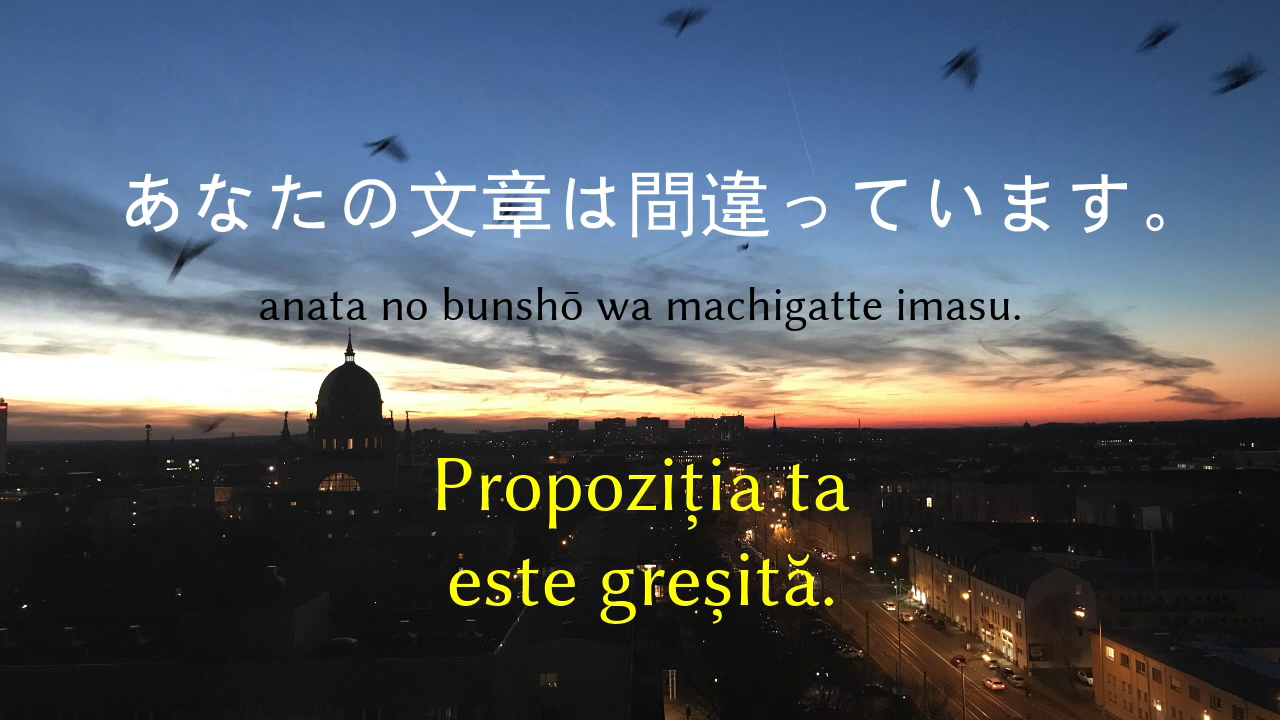 あなたの文章は間違っています。
anata no bunshō wa machigatte imasu.
Propoziția ta
este greșită.